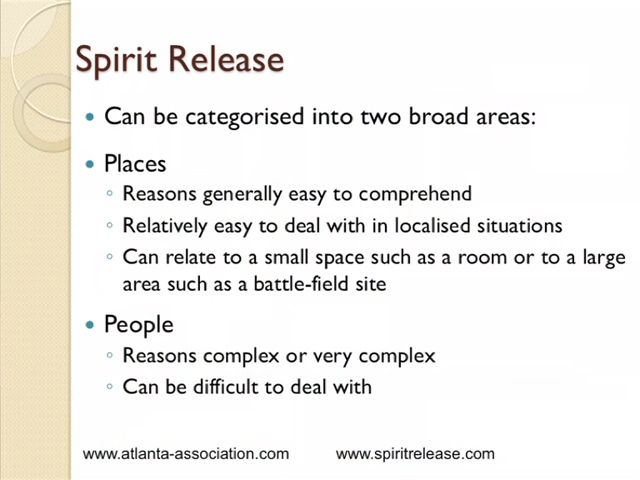 Spirit Release
• Can be categorised into two broad areas:
• Places
◦ Reasons generally easy to comprehend
◦ Relatively easy to deal with in localised situations
◦ Can relate to a small space such as a room or to a large
area such as a battle-field site
• People
◦ Reasons complex or very complex
◦ Can be difficult to deal with
www.atlanta-association.com www.spiritrelease.com